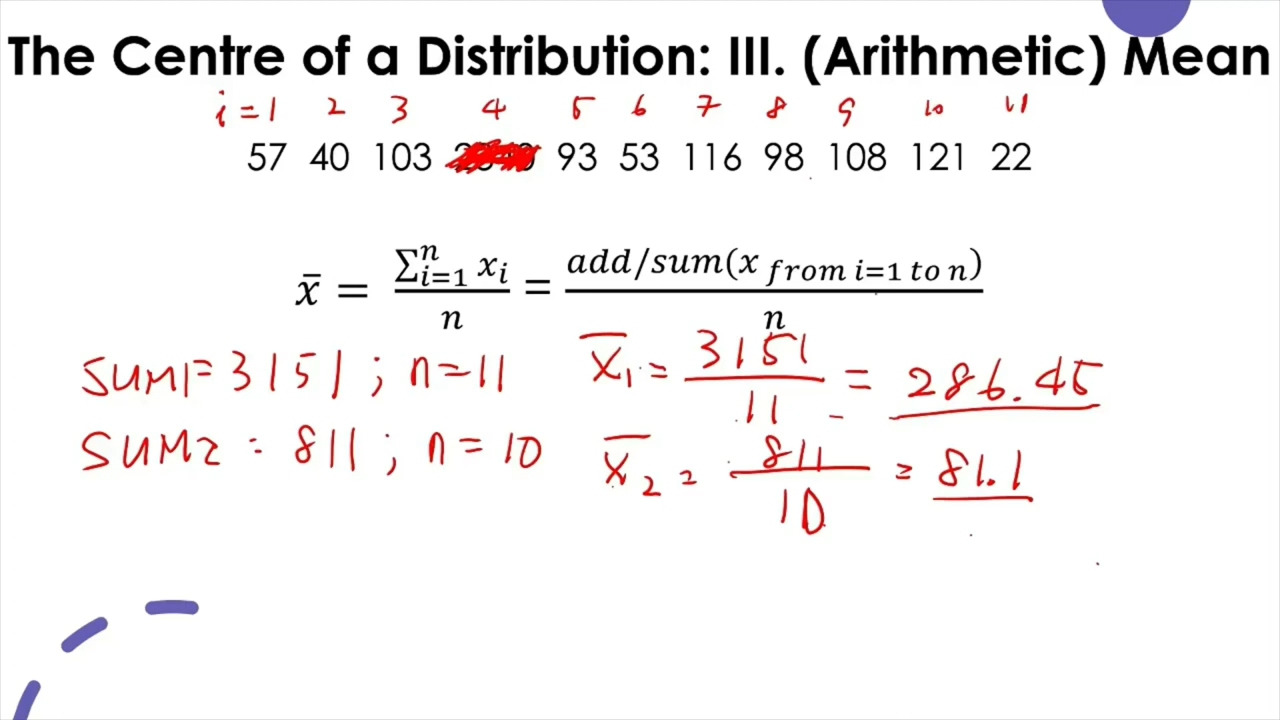 The Centre of a Distribution: III. (Arithmetic) Mean
i = 1 2 3 4 5 6 7 8 9 10 11
57 40 103 93 53 116 98 108 121 22
x̄ = ∑ⁿᵢ₌₁ xᵢ / n = add/sum(x from i=1 to n) / n
SUM1 = 3151 ; n=11 x̄₁ = 3151 / 11 = 286.45
SUM2 = 811 ; n = 10 x̄₂ = 811 / 10 = 81.1